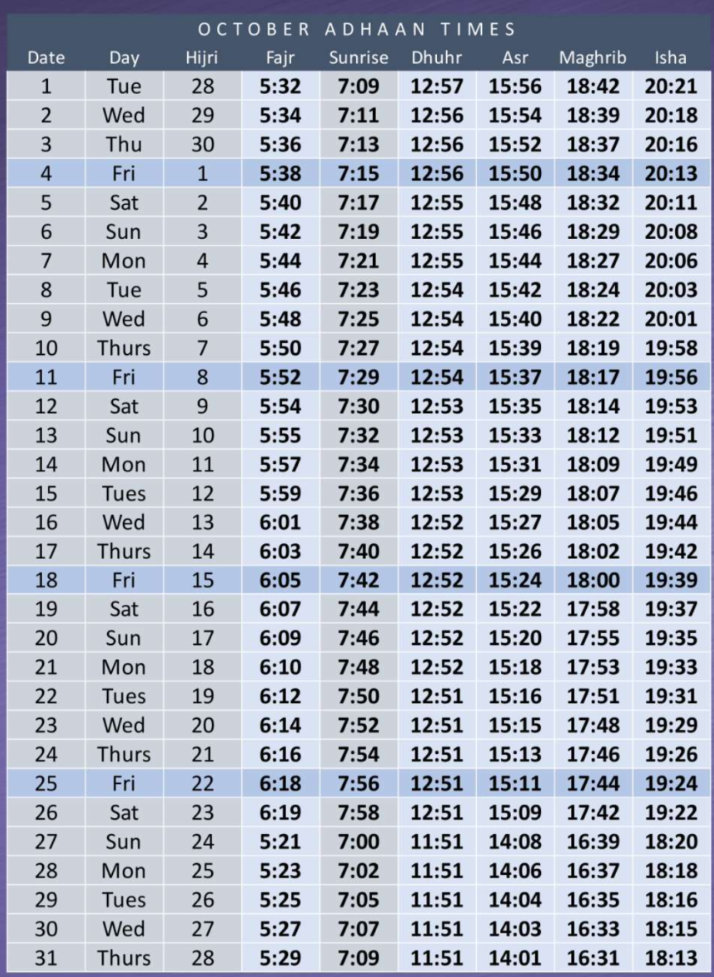 OCTOBER ADHAAN TIMES
Date Day Hijri Fajr Sunrise Dhuhr Asr Maghrib Isha
1 Tue 28 5:32 7:09 12:57 15:56 18:42 20:21
2 Wed 29 5:34 7:11 12:56 15:54 18:39 20:18
3 Thu 30 5:36 7:13 12:56 15:52 18:37 20:16
4 Fri 1 5:38 7:15 12:56 15:50 18:34 20:13
5 Sat 2 5:40 7:17 12:55 15:48 18:32 20:11
6 Sun 3 5:42 7:19 12:55 15:46 18:29 20:08
7 Mon 4 5:44 7:21 12:55 15:44 18:27 20:06
8 Tue 5 5:46 7:23 12:54 15:42 18:24 20:03
9 Wed 6 5:48 7:25 12:54 15:40 18:22 20:01
10 Thurs 7 5:50 7:27 12:54 15:39 18:19 19:58
11 Fri 8 5:52 7:29 12:54 15:37 18:17 19:56
12 Sat 9 5:54 7:30 12:53 15:35 18:14 19:53
13 Sun 10 5:55 7:32 12:53 15:33 18:12 19:51
14 Mon 11 5:57 7:34 12:53 15:31 18:09 19:49
15 Tues 12 5:59 7:36 12:53 15:29 18:07 19:46
16 Wed 13 6:01 7:38 12:52 15:27 18:05 19:44
17 Thurs 14 6:03 7:40 12:52 15:26 18:02 19:42
18 Fri 15 6:05 7:42 12:52 15:24 18:00 19:39
19 Sat 16 6:07 7:44 12:52 15:22 17:58 19:37
20 Sun 17 6:09 7:46 12:52 15:20 17:55 19:35
21 Mon 18 6:10 7:48 12:52 15:18 17:53 19:33
22 Tues 19 6:12 7:50 12:51 15:16 17:51 19:31
23 Wed 20 6:14 7:52 12:51 15:15 17:48 19:29
24 Thurs 21 6:16 7:54 12:51 15:13 17:46 19:26
25 Fri 22 6:18 7:56 12:51 15:11 17:44 19:24
26 Sat 23 6:19 7:58 12:51 15:09 17:42 19:22
27 Sun 24 5:21 7:00 11:51 14:08 16:39 18:20
28 Mon 25 5:23 7:02 11:51 14:06 16:37 18:18
29 Tues 26 5:25 7:05 11:51 14:04 16:35 18:16
30 Wed 27 5:27 7:07 11:51 14:03 16:33 18:15
31 Thurs 28 5:29 7:09 11:51 14:01 16:31 18:13